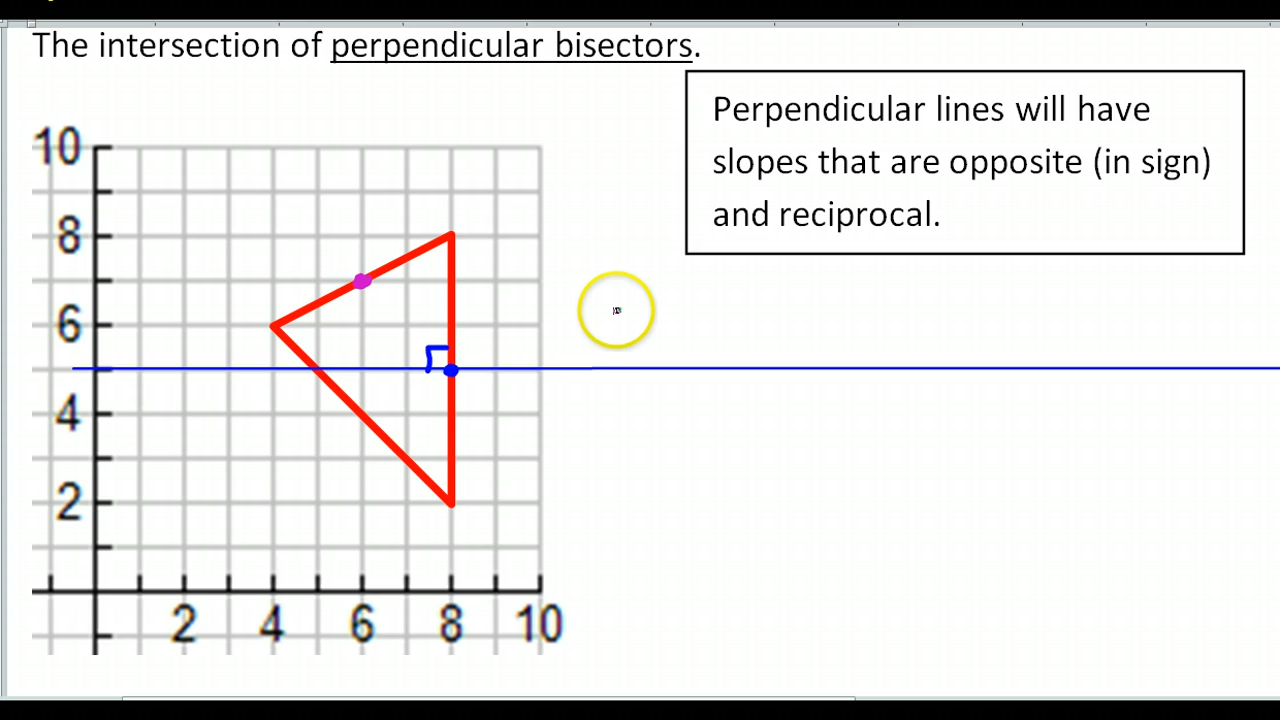 The intersection of perpendicular bisectors.
Perpendicular lines will have
slopes that are opposite (in sign)
and reciprocal.
10
8
6
4
2
2 4 6 8 10